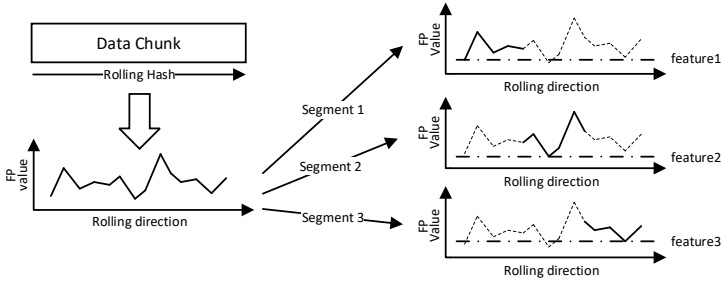 Data Chunk
Rolling Hash
FP
value
Rolling direction
Segment 1
Segment 2
Segment 3
FP
Value
feature1
Rolling direction
FP
Value
feature2
Rolling direction
FP
Value
feature3
Rolling direction